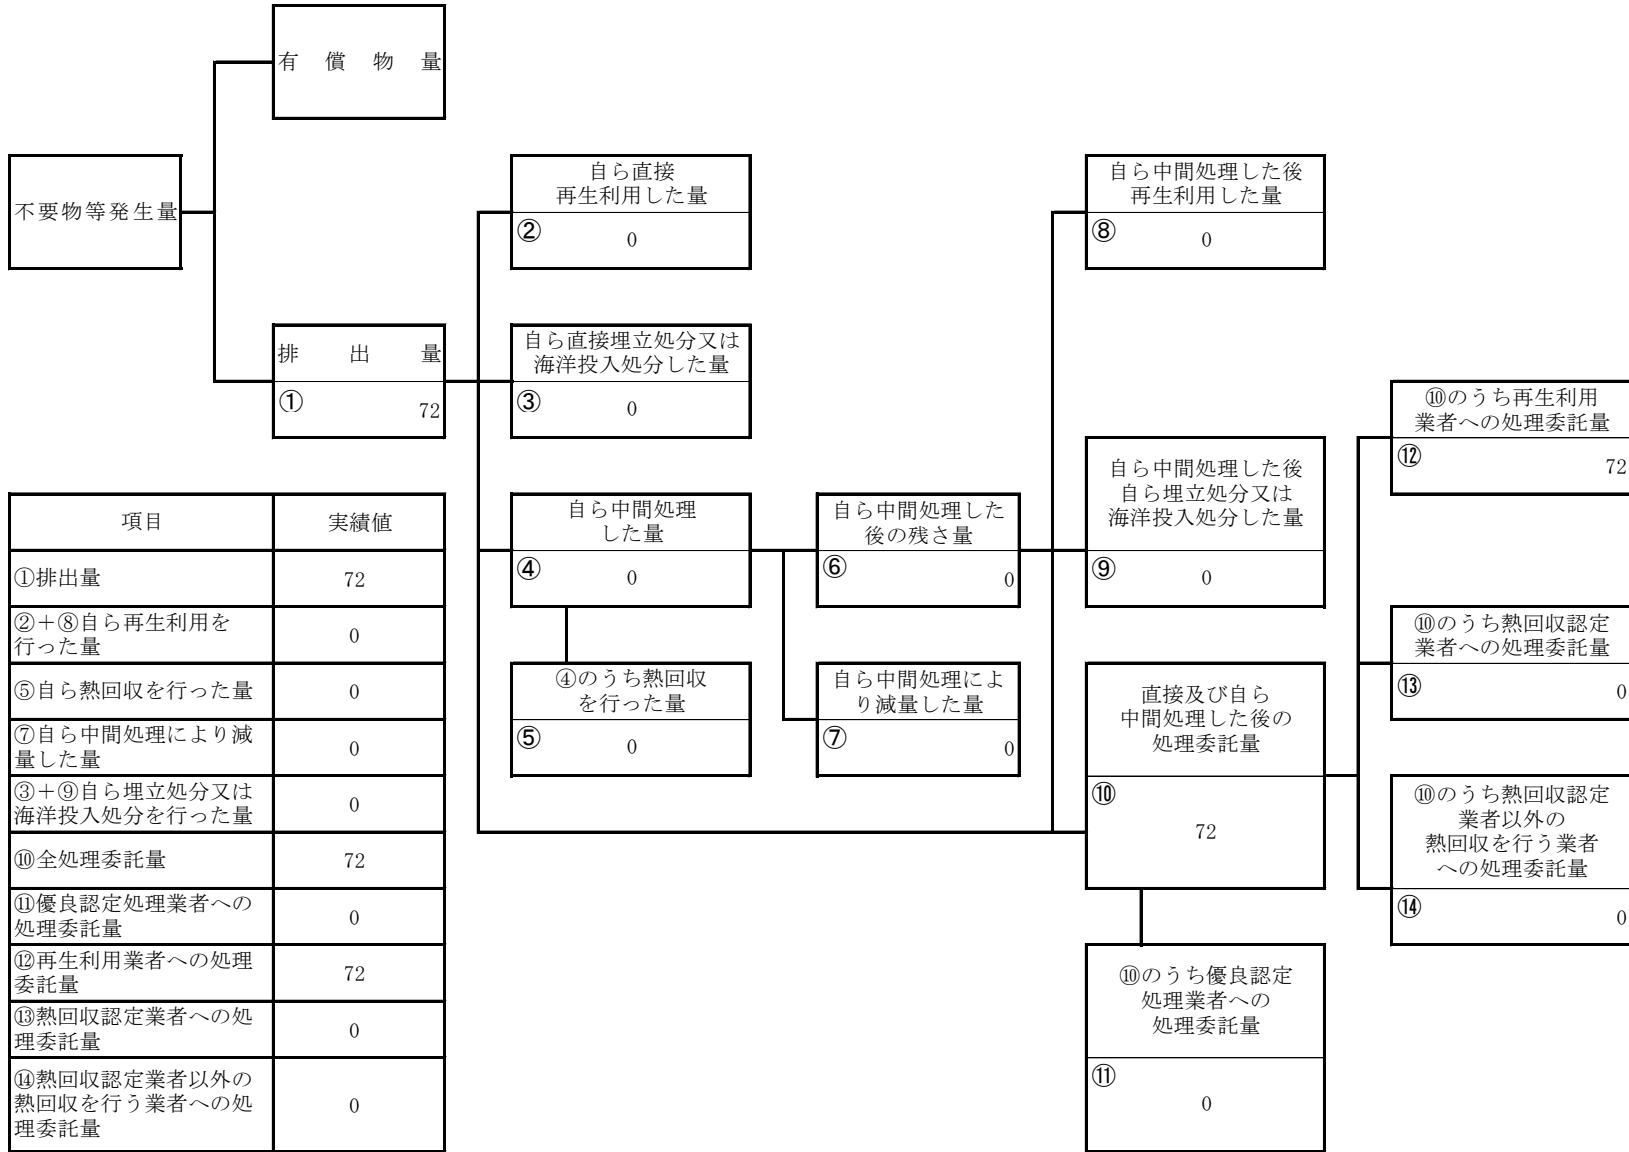 有償物量
不要物等発生量
排出量
① 72
自ら直接
再生利用した量
② 0
自ら直接埋立処分又は
海洋投入処分した量
③ 0
自ら中間処理
した量
④ 0
④のうち熱回収
を行った量
⑤ 0
自ら中間処理した
後の残さ量
⑥ 0
自ら中間処理によ
り減量した量
⑦ 0
自ら中間処理した後
再生利用した量
⑧ 0
自ら中間処理した後
自ら埋立処分又は
海洋投入処分した量
⑨ 0
直接及び自ら
中間処理した後の
処理委託量
⑩
72
⑩のうち優良認定
処理業者への
処理委託量
⑪
0
⑩のうち再生利用
業者への処理委託量
⑫ 72
⑩のうち熱回収認定
業者への処理委託量
⑬ 0
⑩のうち熱回収認定
業者以外の
熱回収を行う業者
への処理委託量
⑭ 0
項目 実績値
①排出量 72
②+⑧自ら再生利用を
行った量 0
⑤自ら熱回収を行った量 0
⑦自ら中間処理により減
量した量 0
③+⑨自ら埋立処分又は
海洋投入処分を行った量 0
⑩全処理委託量 72
⑪優良認定処理業者への
処理委託量 0
⑫再生利用業者への処理
委託量 72
⑬熱回収認定業者への処
理委託量 0
⑭熱回収認定業者以外の
熱回収を行う業者への処 0
理委託量